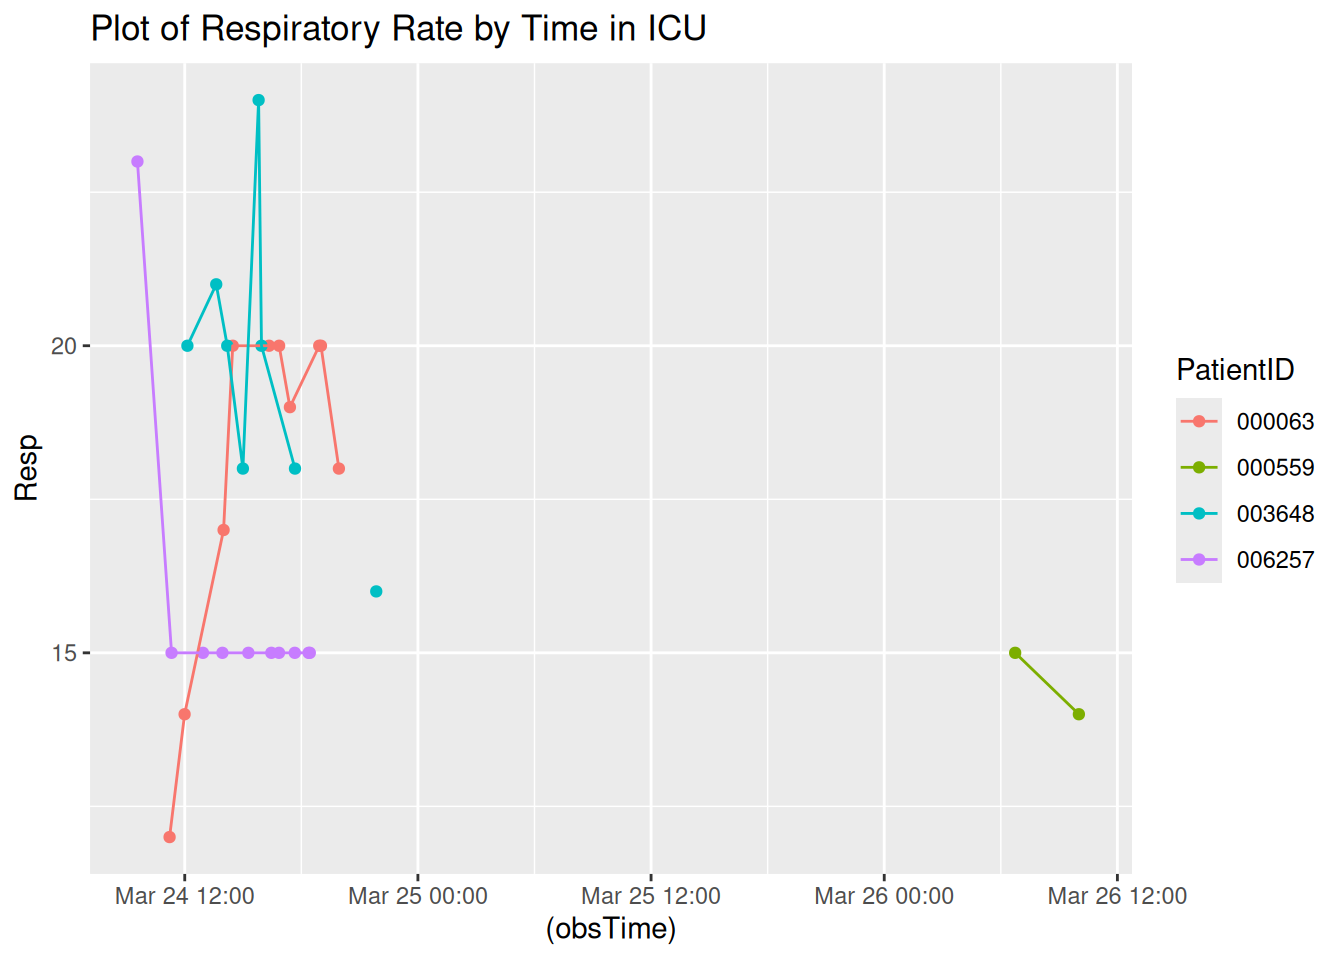 Plot of Respiratory Rate by Time in ICU
Resp
20
15
Mar 24 12:00 Mar 25 00:00 Mar 25 12:00 Mar 26 00:00 Mar 26 12:00
(obsTime)
PatientID
000063
000559
003648
006257